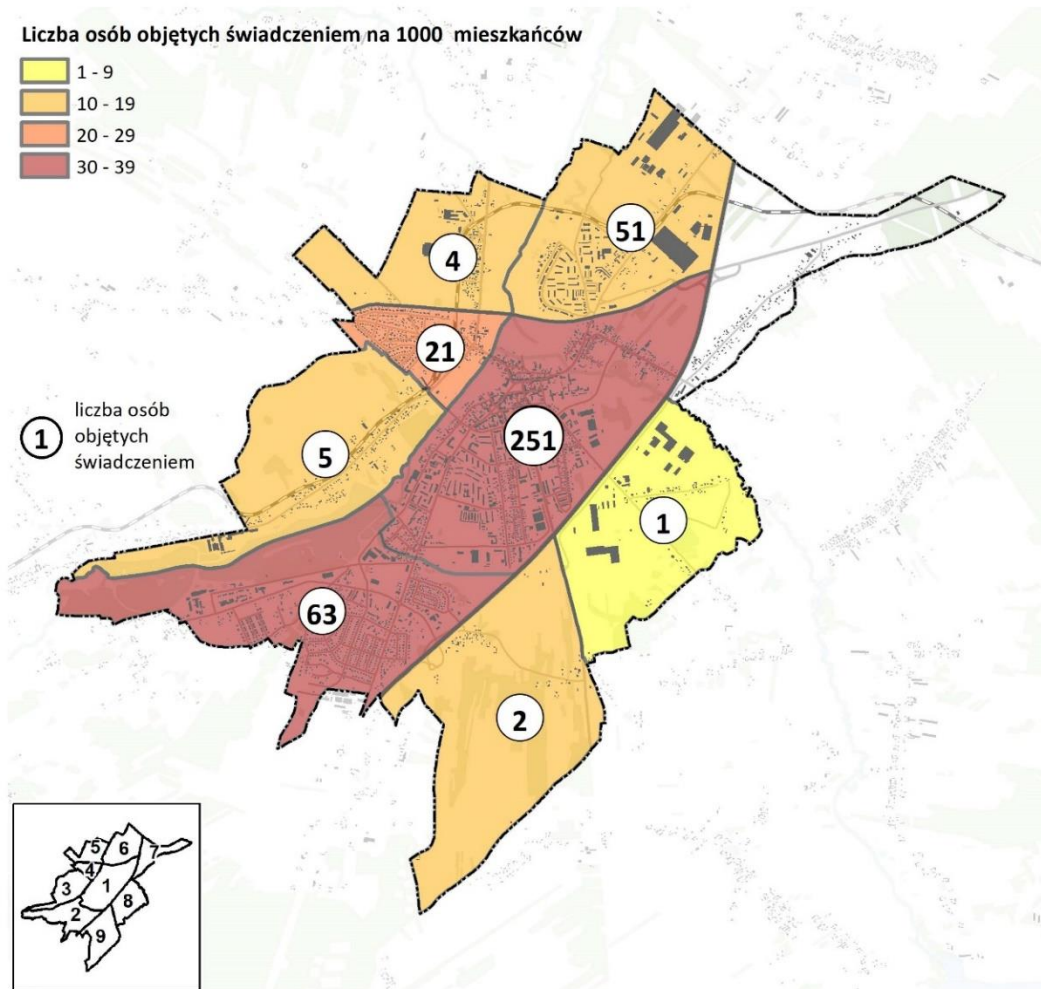 Liczba osób objętych świadczeniem na 1000 mieszkańców
1 - 9
10 - 19
20 - 29
30 - 39
51
4
21
251
1
liczba osób
objętych
świadczeniem
5
1
63
2
5
6
4
3
1
8
2
9